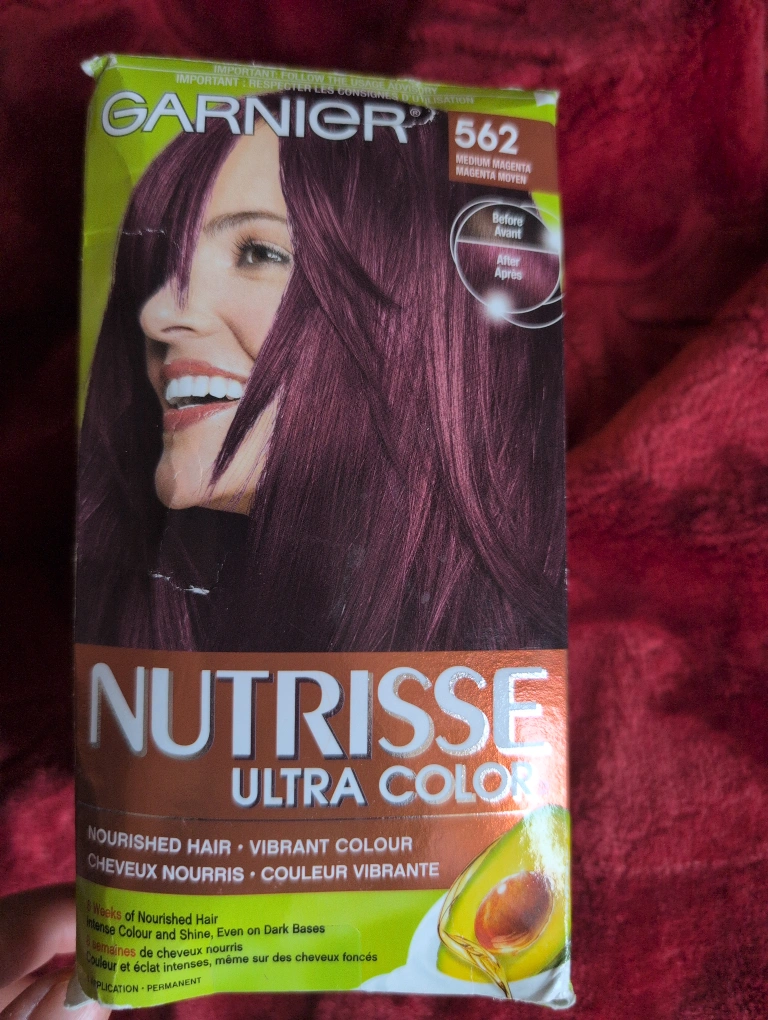 IMPORTANT: FOLLOW THE USAGE ADVISORY
IMPORTANT : RESPECTER LES CONSIGNES D'UTILISATION
GARNIER®
562
MEDIUM MAGENTA
MAGENTA MOYEN
Before
Avant
After
Après
NUTRISSE
ULTRA COLOR
NOURISHED HAIR • VIBRANT COLOUR
CHEVEUX NOURRIS • COULEUR VIBRANTE
Weeks of Nourished Hair
Intense Colour and Shine, Even on Dark Bases
semaines de cheveux nourris
Couleur et éclat intenses, même sur des cheveux foncés
APPLICATION • PERMANENT